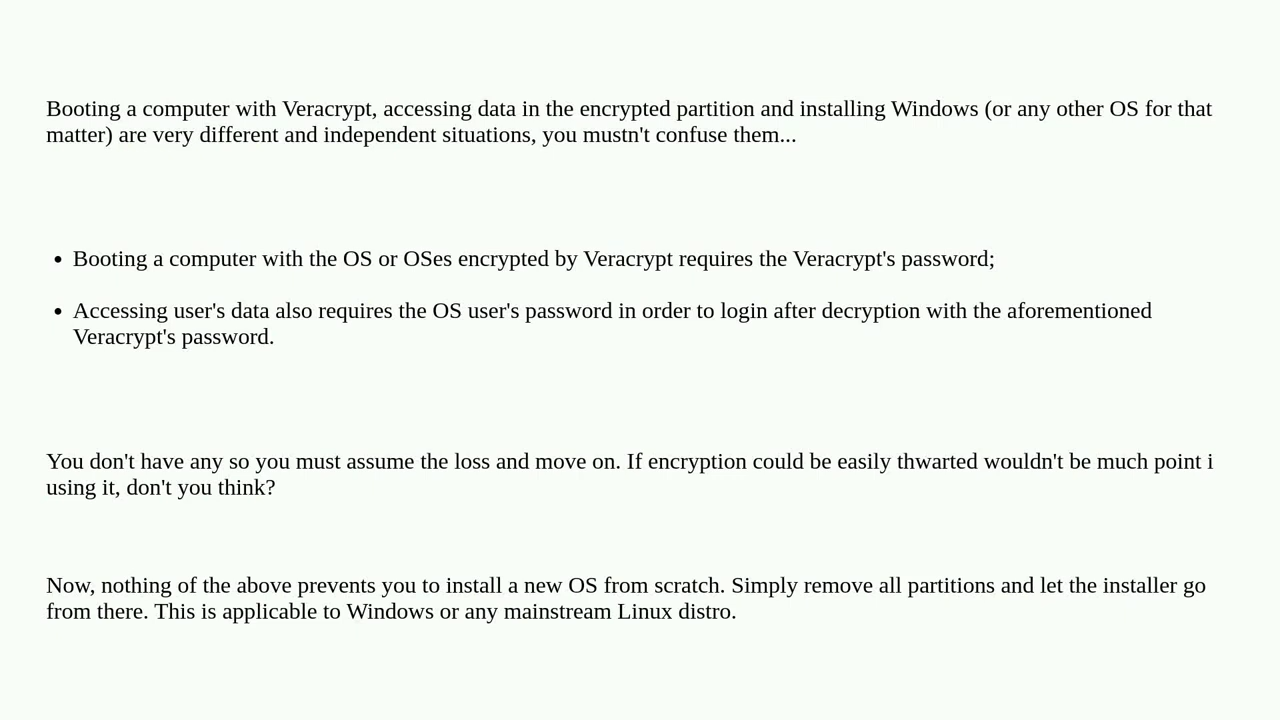 Booting a computer with Veracrypt, accessing data in the encrypted partition and installing Windows (or any other OS for that
matter) are very different and independent situations, you mustn't confuse them...
• Booting a computer with the OS or OSes encrypted by Veracrypt requires the Veracrypt's password;
• Accessing user's data also requires the OS user's password in order to login after decryption with the aforementioned
Veracrypt's password.
You don't have any so you must assume the loss and move on. If encryption could be easily thwarted wouldn't be much point i
using it, don't you think?
Now, nothing of the above prevents you to install a new OS from scratch. Simply remove all partitions and let the installer go
from there. This is applicable to Windows or any mainstream Linux distro.